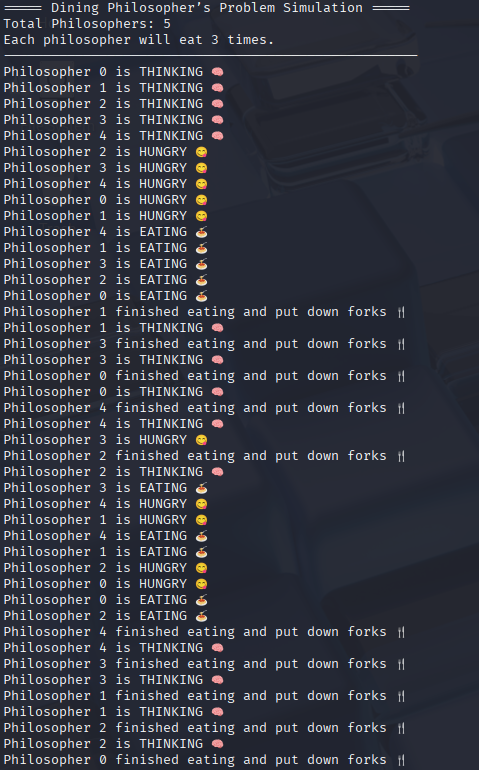 ===== Dining Philosopher's Problem Simulation =====
Total Philosophers: 5
Each philosopher will eat 3 times.
----------------------------------------------------
Philosopher 0 is THINKING 🧠
Philosopher 1 is THINKING 🧠
Philosopher 2 is THINKING 🧠
Philosopher 3 is THINKING 🧠
Philosopher 4 is THINKING 🧠
Philosopher 2 is HUNGRY 😋
Philosopher 3 is HUNGRY 😋
Philosopher 4 is HUNGRY 😋
Philosopher 0 is HUNGRY 😋
Philosopher 1 is HUNGRY 😋
Philosopher 4 is EATING 🍝
Philosopher 1 is EATING 🍝
Philosopher 3 is EATING 🍝
Philosopher 2 is EATING 🍝
Philosopher 0 is EATING 🍝
Philosopher 1 finished eating and put down forks 🍴
Philosopher 1 is THINKING 🧠
Philosopher 3 finished eating and put down forks 🍴
Philosopher 3 is THINKING 🧠
Philosopher 0 finished eating and put down forks 🍴
Philosopher 0 is THINKING 🧠
Philosopher 4 finished eating and put down forks 🍴
Philosopher 4 is THINKING 🧠
Philosopher 3 is HUNGRY 😋
Philosopher 2 finished eating and put down forks 🍴
Philosopher 2 is THINKING 🧠
Philosopher 3 is EATING 🍝
Philosopher 4 is HUNGRY 😋
Philosopher 1 is HUNGRY 😋
Philosopher 4 is EATING 🍝
Philosopher 1 is EATING 🍝
Philosopher 2 is HUNGRY 😋
Philosopher 0 is HUNGRY 😋
Philosopher 0 is EATING 🍝
Philosopher 2 is EATING 🍝
Philosopher 4 finished eating and put down forks 🍴
Philosopher 4 is THINKING 🧠
Philosopher 3 finished eating and put down forks 🍴
Philosopher 3 is THINKING 🧠
Philosopher 1 finished eating and put down forks 🍴
Philosopher 1 is THINKING 🧠
Philosopher 2 finished eating and put down forks 🍴
Philosopher 2 is THINKING 🧠
Philosopher 0 finished eating and put down forks 🍴